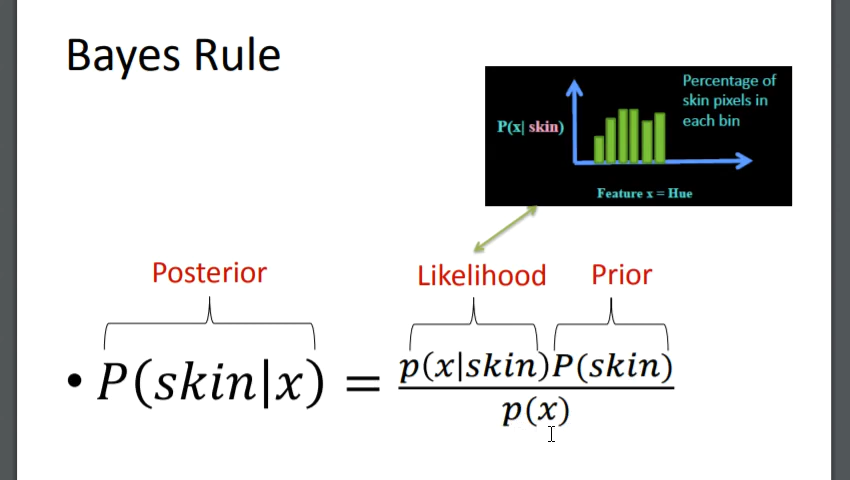 Bayes Rule
Percentage of
skin pixels in
each bin
P(x| skin)
Feature x = Hue
Posterior
Likelihood
Prior
• P(skin|x) = p(x|skin)P(skin)
p(x)